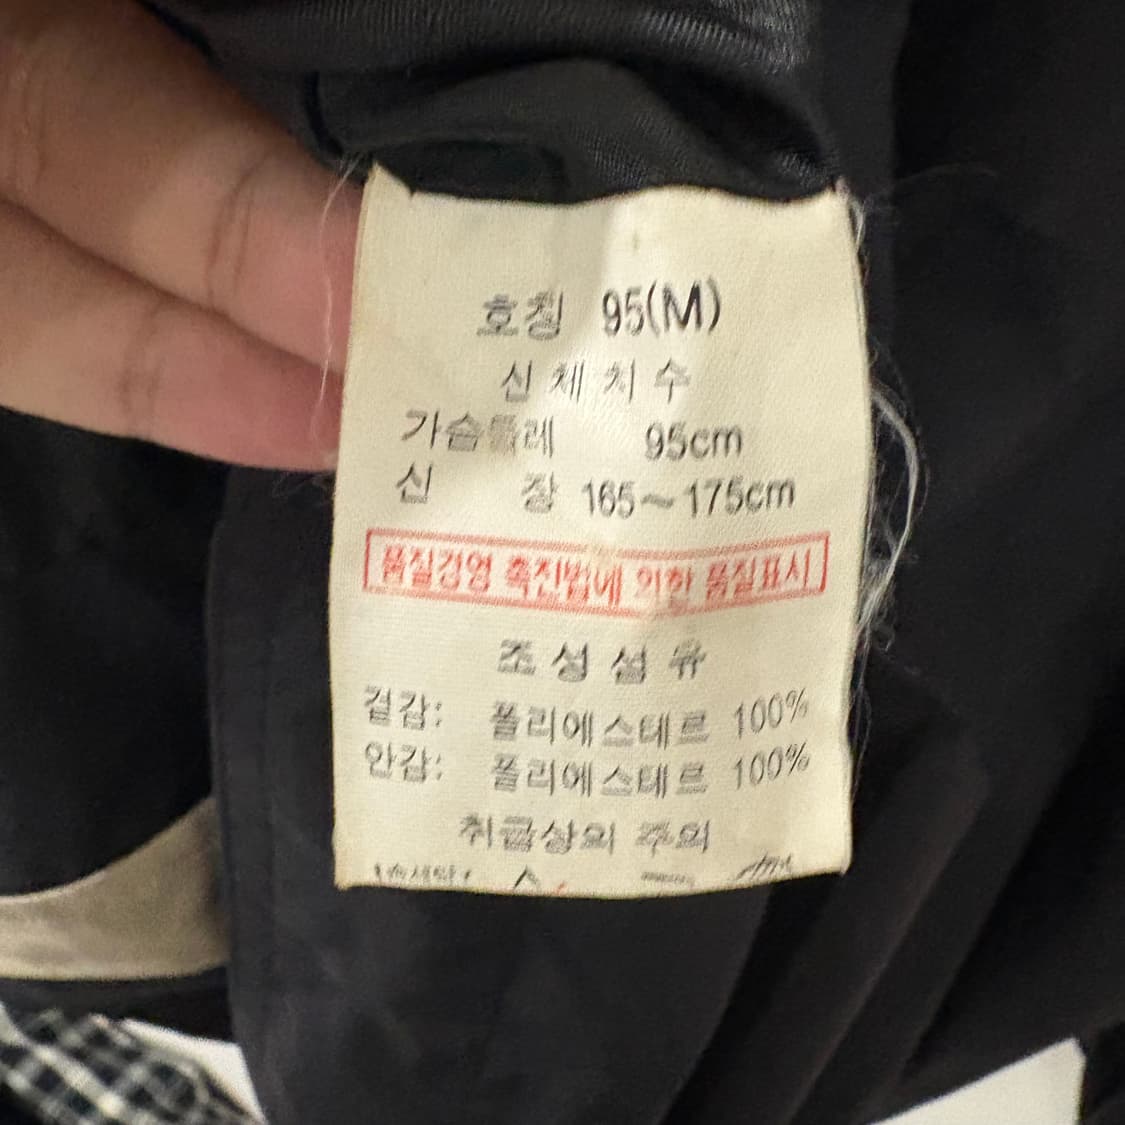 호칭 95(M)
신체치수
가슴둘레 95cm
신 장 165~175cm
품질경영 촉진법에 의한 품질표시
조성섬유
겉감: 폴리에스테르 100%
안감: 폴리에스테르 100%
취급상의 주의